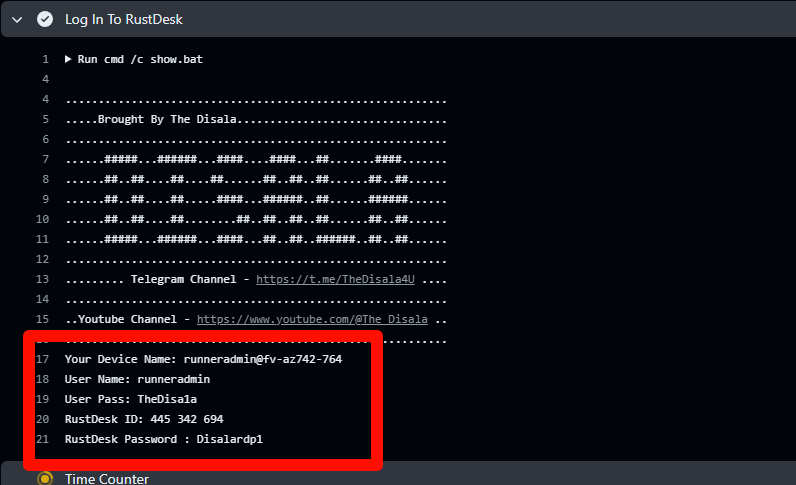 Log In To RustDesk
1 Run cmd /c show.bat
4
4 ..........................................................
5 .....Brought By The Disala................................
6 ..........................................................
7 ......#####...######...####....####...##.......####.......
8 ......##..##....##....##......##..##..##......##..##......
9 ......##..##....##.....####...######..##......######......
10 ......##..##....##........##..##..##..##......##..##......
11 ......#####...######...####...##..##..######..##..##......
12 ..........................................................
13 ......... Telegram Channel - https://t.me/TheDisala4U ....
14 ..........................................................
15 ..Youtube Channel - https://www.youtube.com/@The Disala ..
16 ..........................................................
17 Your Device Name: runneradmin@fv-az742-764
18 User Name: runneradmin
19 User Pass: TheDisa1a
20 RustDesk ID: 445 342 694
21 RustDesk Password : Disalardp1
Time Counter